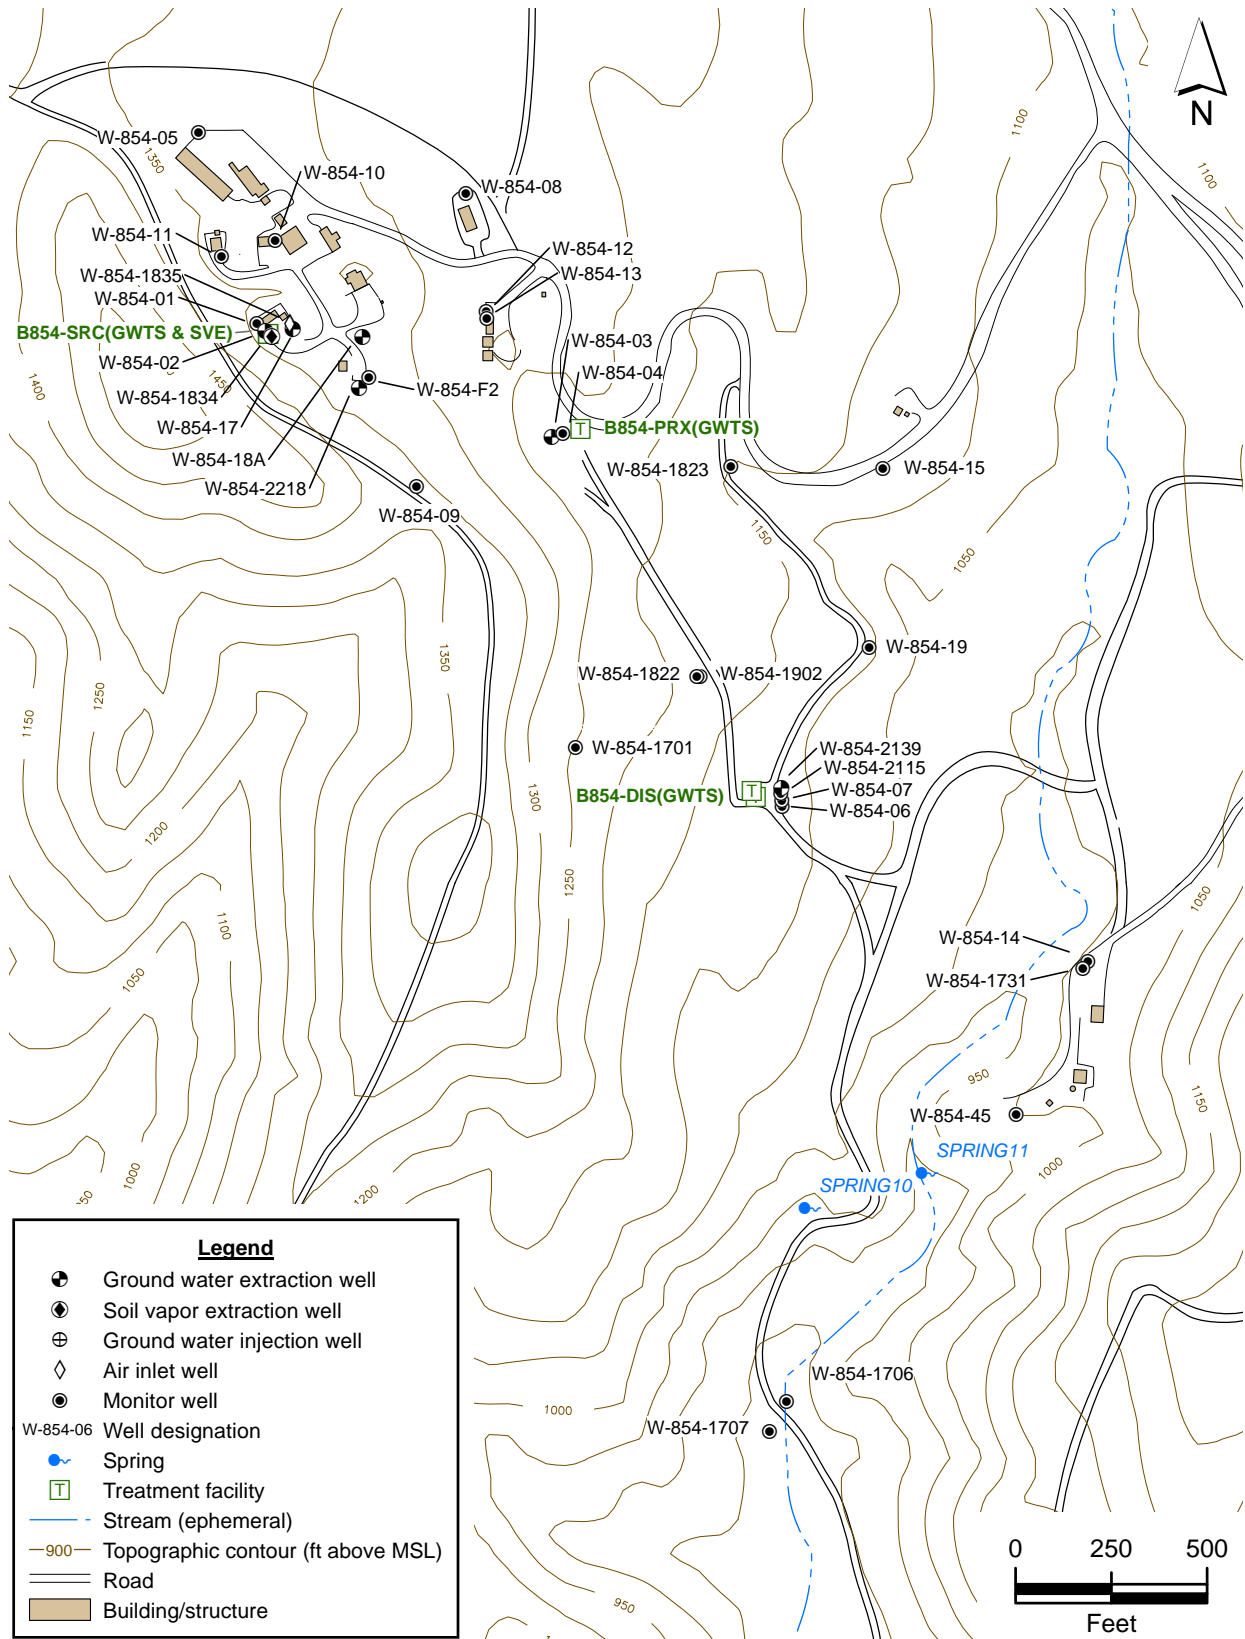 N
1100
1100
W-854-05
1350
W-854-10
W-854-08
W-854-11
W-854-12
W-854-13
W-854-1835
W-854-01
B854-SRC(GWTS & SVE)
W-854-02
W-854-03
W-854-04
1400
1450
W-854-1834
W-854-F2
W-854-17
T
B854-PRX(GWTS)
W-854-18A
W-854-1823
W-854-15
W-854-2218
W-854-09
1150
1050
1350
W-854-19
W-854-1822
W-854-1902
1250
1150
W-854-1701
W-854-2139
W-854-2115
W-854-07
W-854-06
T
B854-DIS(GWTS)
1300
1200
1250
1050
1100
W-854-14
W-854-1731
1050
950
W-854-45
1150
SPRING11
1000
1000
SPRING10
1200
050
Legend
Ground water extraction well
Soil vapor extraction well
Ground water injection well
Air inlet well
Monitor well
W-854-06 Well designation
Spring
T Treatment facility
Stream (ephemeral)
900 Topographic contour (ft above MSL)
Road
Building/structure
W-854-1706
1000
W-854-1707
950
0 250 500
Feet